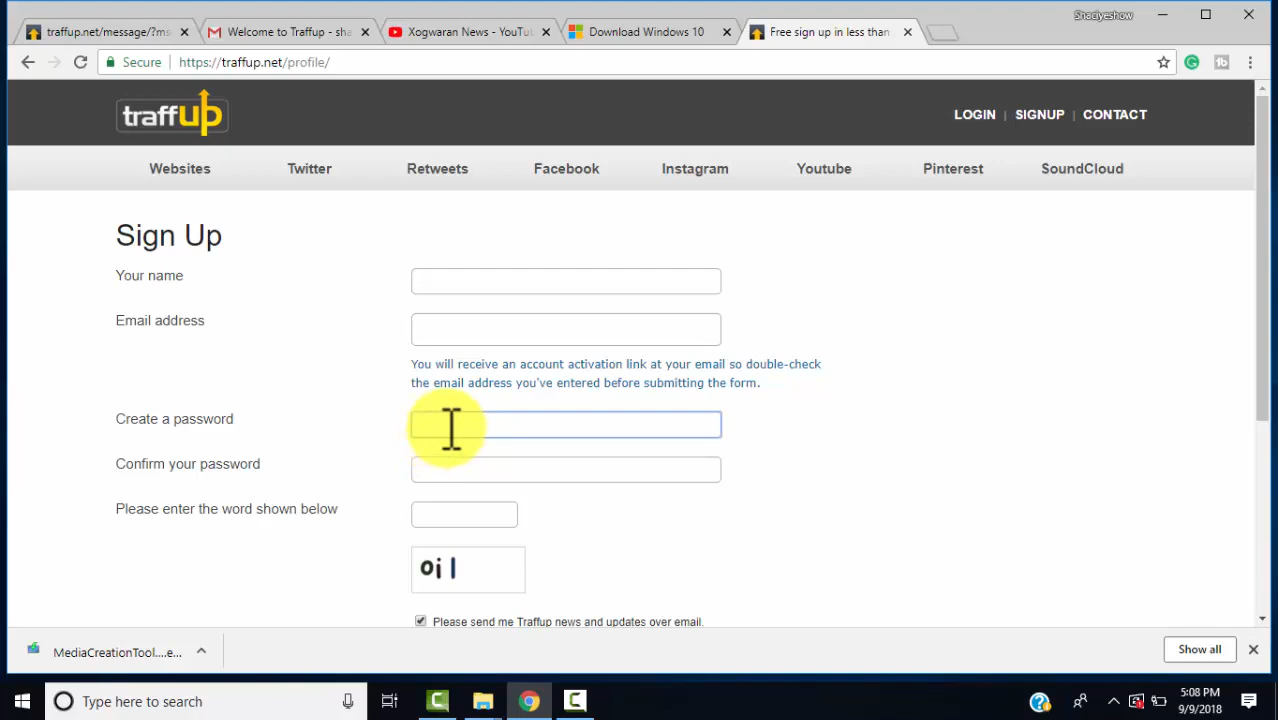 Shaciyeshow
traffup.net/message/?ms
Welcome to Traffup - sha
Xogwaran News - YouTu
Download Windows 10
Free sign up in less than
Secure
https://traffup.net/profile/
traffup
LOGIN | SIGNUP | CONTACT
Websites Twitter Retweets Facebook Instagram Youtube Pinterest SoundCloud
Sign Up
Your name
Email address
You will receive an account activation link at your email so double-check
the email address you've entered before submitting the form.
Create a password
Confirm your password
Please enter the word shown below
oil
Please send me Traffup news and updates over email.
MediaCreationTool....e...
Show all
Type here to search
5:08 PM
9/9/2018